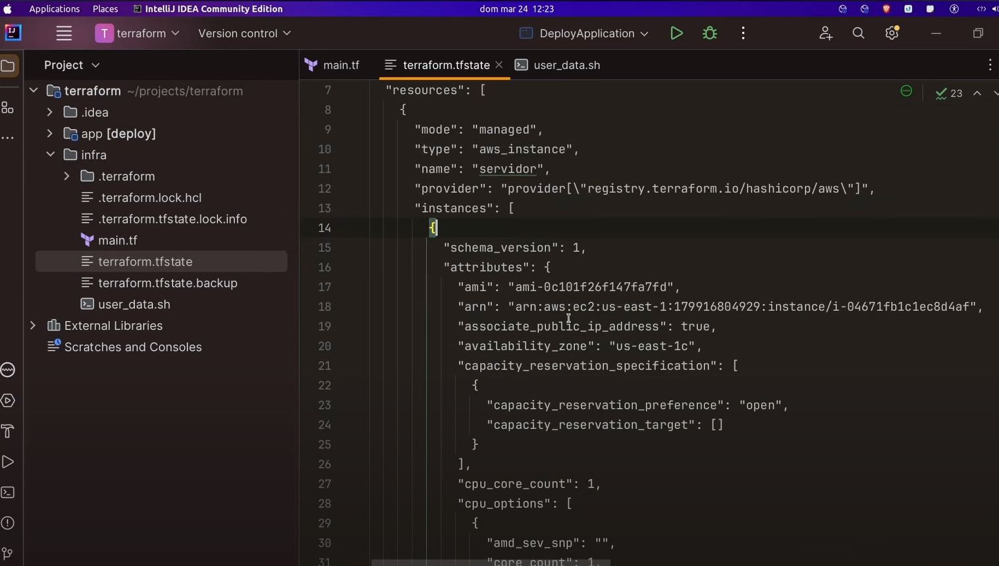 Applications Places IntelliJ IDEA Community Edition dom mar 24 12:23
IJ T terraform Version control DeployApplication
Project main.tf terraform.tfstate user_data.sh
terraform ~/projects/terraform
.idea
app [deploy]
infra
.terraform
.terraform.lock.hcl
.terraform.tfstate.lock.info
main.tf
terraform.tfstate
terraform.tfstate.backup
user_data.sh
External Libraries
Scratches and Consoles
23
7 "resources": [
8 {
9 "mode": "managed",
10 "type": "aws_instance",
11 "name": "servidor",
12 "provider": "provider[\"registry.terraform.io/hashicorp/aws\"]",
13 "instances": [
14 {
15 "schema_version": 1,
16 "attributes": {
17 "ami": "ami-0c101f26f147fa7fd",
18 "arn": "arn:aws:ec2:us-east-1:179916804929:instance/i-04671fb1c1ec8d4af",
19 "associate_public_ip_address": true,
20 "availability_zone": "us-east-1c",
21 "capacity_reservation_specification": [
22 {
23 "capacity_reservation_preference": "open",
24 "capacity_reservation_target": []
25 }
26 ],
27 "cpu_core_count": 1,
28 "cpu_options": [
29 {
30 "amd_sev_snp": "",
31 "core_count": 1,